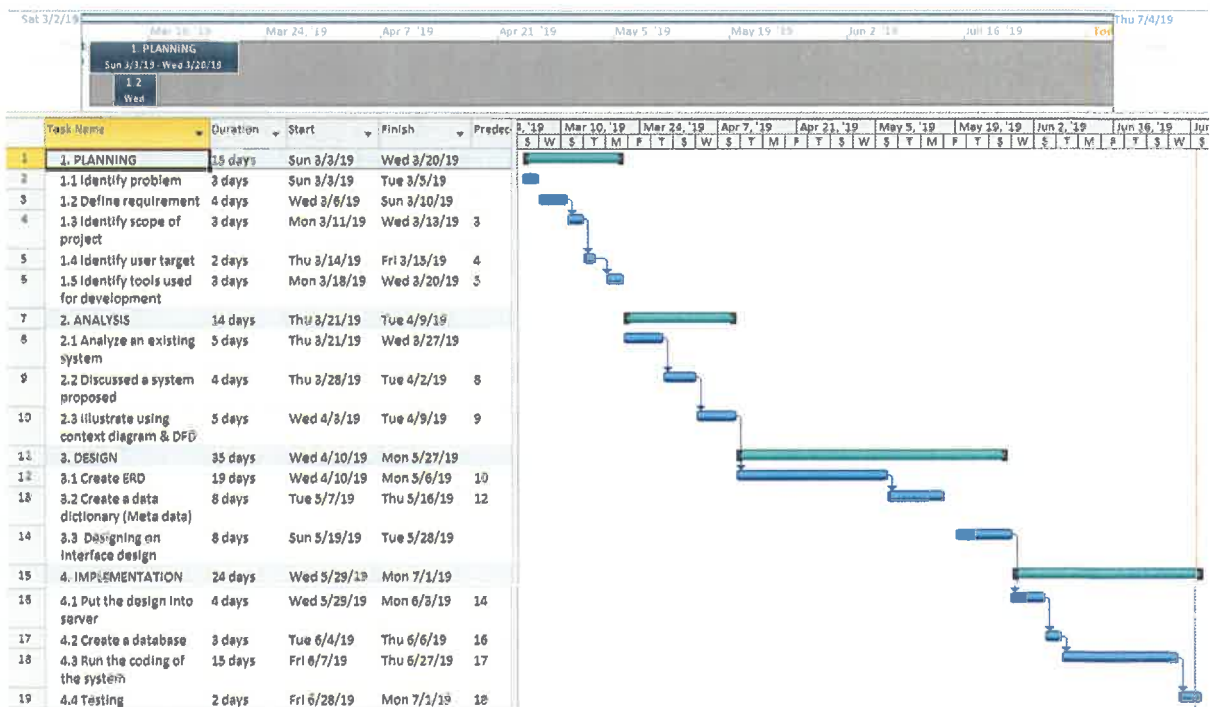 Sat 3/2/19 Thu 7/4/19
Mar 24, '19 Apr 7, '19 Apr 21, '19 May 5, '19 May 19 '19 Jun 2 '19
1. PLANNING
Sun 3/3/19 - Wed 3/20/19
1.2
Wed
Task Name Duration Start Finish Predec
3, '19 Mar 10, '19 Mar 24, '19 Apr 7, '19 Apr 21, '19 May 5, '19 May 19, '19 Jun 2, '19 Jun 16, '19 Jun
S W S T M F T S W S T M F T S W S T M F T S W S T M F T S W S
1 1. PLANNING 15 days Sun 3/3/19 Wed 3/20/19
2 1.1 Identify problem 3 days Sun 3/3/19 Tue 3/5/19
3 1.2 Define requirement 4 days Wed 3/6/19 Sun 3/10/19
4 1.3 Identify scope of 3 days Mon 3/11/19 Wed 3/13/19 3
project
5 1.4 Identify user target 2 days Thu 3/14/19 Fri 3/15/19 4
6 1.5 Identify tools used 3 days Mon 3/18/19 Wed 3/20/19 5
for development
7 2. ANALYSIS 14 days Thu 3/21/19 Tue 4/9/19
8 2.1 Analyze an existing 5 days Thu 3/21/19 Wed 3/27/19
system
9 2.2 Discussed a system 4 days Thu 3/28/19 Tue 4/2/19 8
proposed
10 2.3 Illustrate using 5 days Wed 4/3/19 Tue 4/9/19 9
context diagram & DFD
11 3. DESIGN 35 days Wed 4/10/19 Mon 5/27/19
12 3.1 Create ERD 19 days Wed 4/10/19 Mon 5/6/19 10
13 3.2 Create a data 8 days Tue 5/7/19 Thu 5/16/19 12
dictionary (Meta data)
14 3.3 Designing an 8 days Sun 5/19/19 Tue 5/28/19
interface design
15 4. IMPLEMENTATION 24 days Wed 5/29/19 Mon 7/1/19
16 4.1 Put the design into 4 days Wed 5/29/19 Mon 6/3/19 14
server
17 4.2 Create a database 3 days Tue 6/4/19 Thu 6/6/19 16
18 4.3 Run the coding of 15 days Fri 6/7/19 Thu 6/27/19 17
the system
19 4.4 Testing 2 days Fri 6/28/19 Mon 7/1/19 18